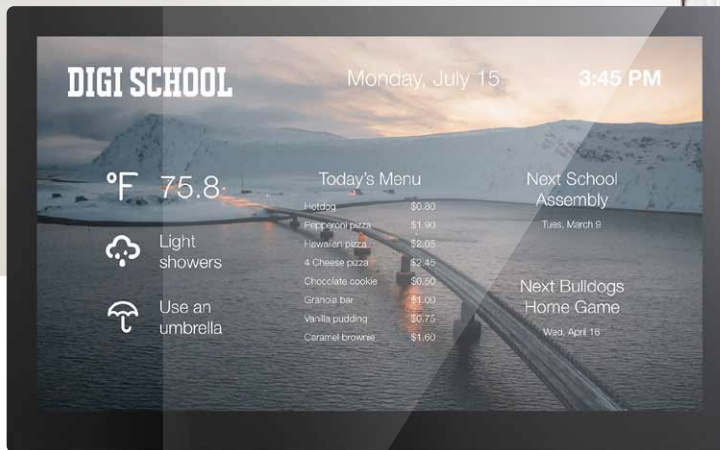 DIGI SCHOOL
Monday, July 15
3:45 PM
°F 75.8
Light
showers
Use an
umbrella
Today's Menu
Hotdog $0.80
Pepperoni pizza $1.90
Hawaiian pizza $2.05
4 Cheese pizza $2.45
Chocolate cookie $0.50
Granola bar $1.00
Vanilla pudding $0.75
Caramel brownie $1.60
Next School
Assembly
Tues, March 9
Next Bulldogs
Home Game
Wed, April 16